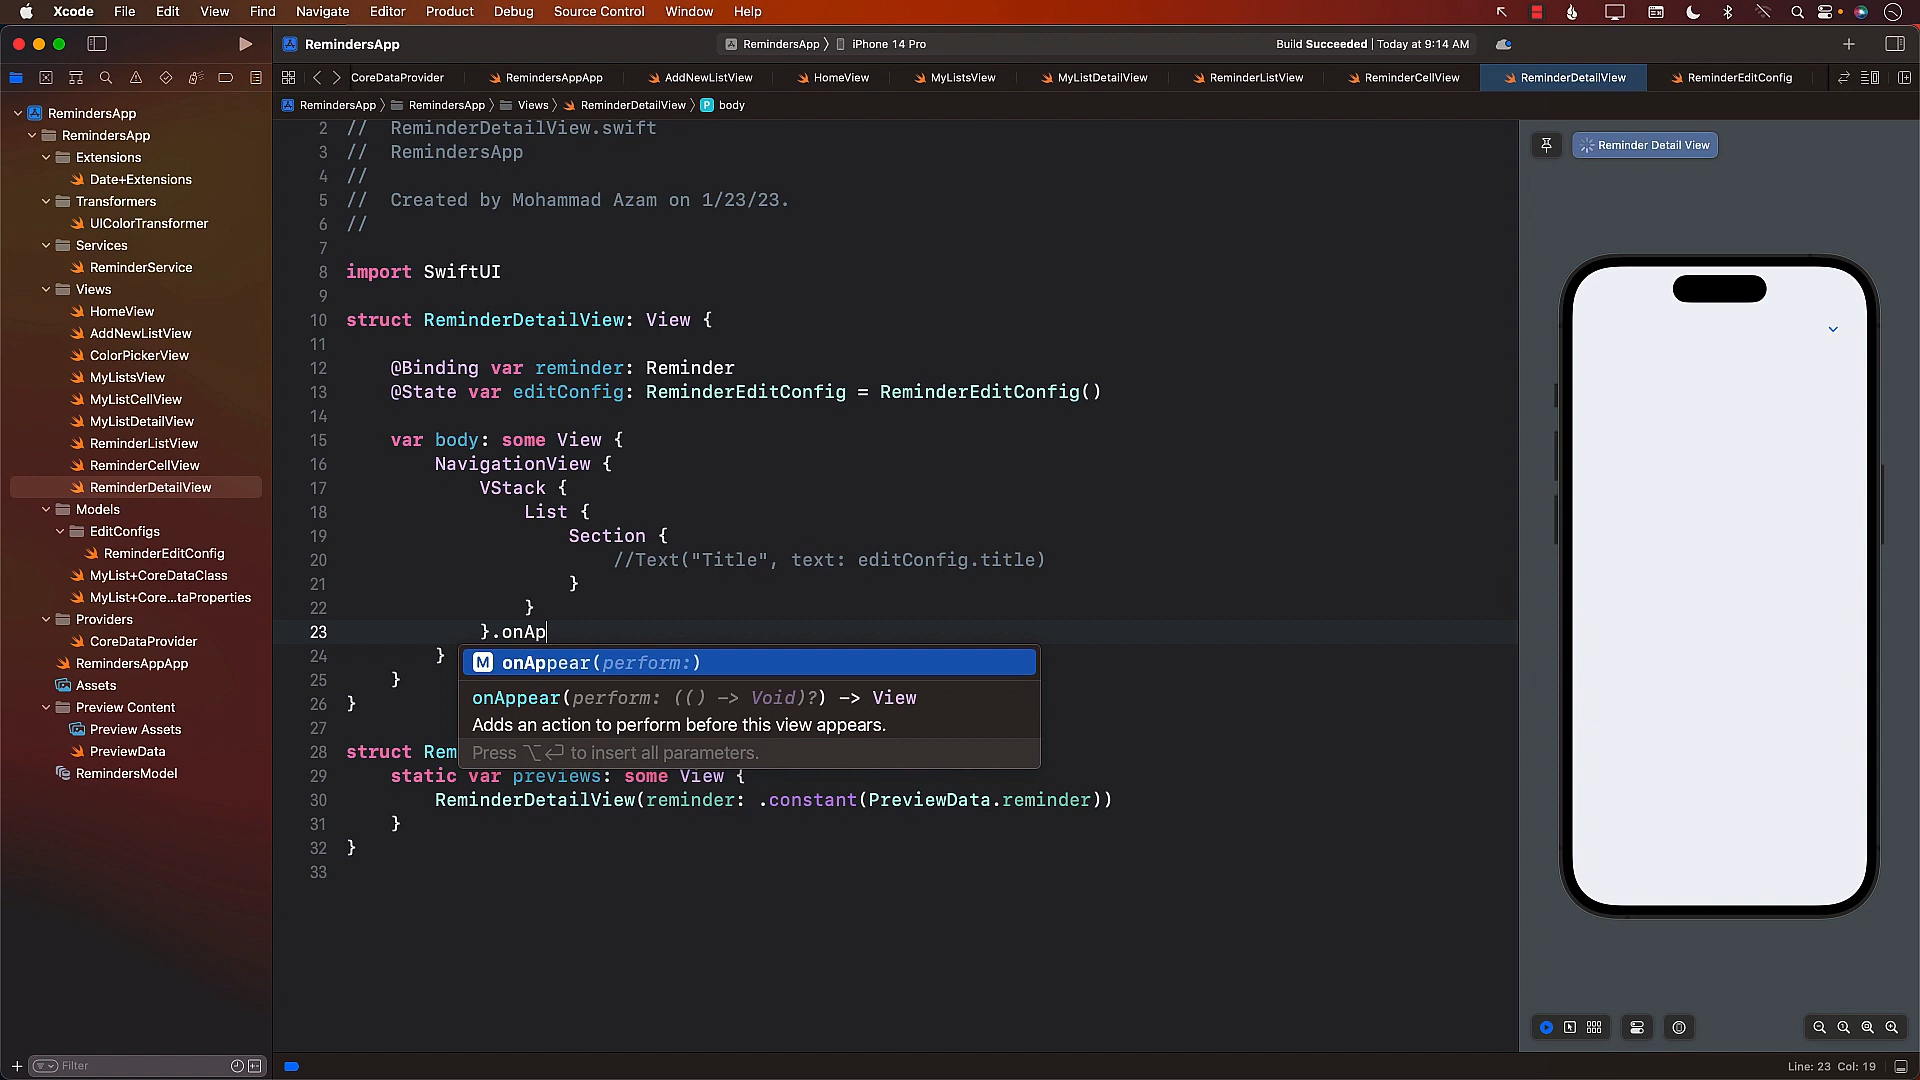 Xcode File Edit View Find Navigate Editor Product Debug Source Control Window Help
RemindersApp
RemindersApp 〉 iPhone 14 Pro
Build Succeeded | Today at 9:14 AM
CoreDataProvider RemindersAppApp AddNewListView HomeView MyListsView MyListDetailView ReminderListView ReminderCellView ReminderDetailView ReminderEditConfig
RemindersApp 〉 RemindersApp 〉 Views 〉 ReminderDetailView 〉 P body
RemindersApp
RemindersApp
Extensions
Date+Extensions
Transformers
UIColorTransformer
Services
ReminderService
Views
HomeView
AddNewListView
ColorPickerView
MyListsView
MyListCellView
MyListDetailView
ReminderListView
ReminderCellView
ReminderDetailView
Models
EditConfigs
ReminderEditConfig
MyList+CoreDataClass
MyList+Core...taProperties
Providers
CoreDataProvider
RemindersAppApp
Assets
Preview Content
Preview Assets
PreviewData
RemindersModel
Filter
2 // ReminderDetailView.swift
3 // RemindersApp
4 //
5 // Created by Mohammad Azam on 1/23/23.
6 //
7
8 import SwiftUI
9
10 struct ReminderDetailView: View {
11
12 @Binding var reminder: Reminder
13 @State var editConfig: ReminderEditConfig = ReminderEditConfig()
14
15 var body: some View {
16 NavigationView {
17 VStack {
18 List {
19 Section {
20 //Text("Title", text: editConfig.title)
21 }
22 }
23 }.onAp
24 }
25 }
26 }
27
28 struct Rem
29 static var previews: some View {
30 ReminderDetailView(reminder: .constant(PreviewData.reminder))
31 }
32 }
33
M onAppear(perform:)
onAppear(perform: (() -> Void)?) -> View
Adds an action to perform before this view appears.
Press ⌥⏎ to insert all parameters.
Reminder Detail View
Line: 23 Col: 19